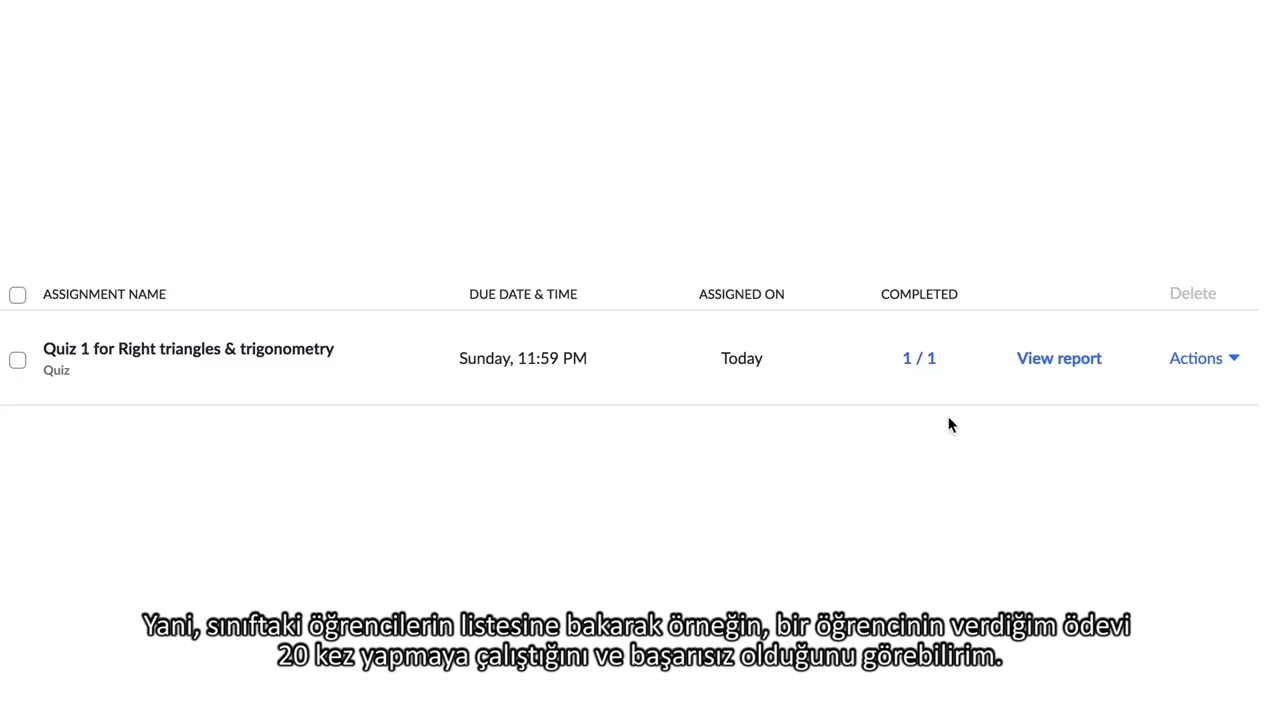 ASSIGNMENT NAME DUE DATE & TIME ASSIGNED ON COMPLETED Delete
Quiz 1 for Right triangles & trigonometry Sunday, 11:59 PM Today 1 / 1 View report Actions
Quiz
Yani, sınıftaki öğrencilerin listesine bakarak örneğin, bir öğrencinin verdiğim ödevi
20 kez yapmaya çalıştığını ve başarısız olduğunu görebilirim.